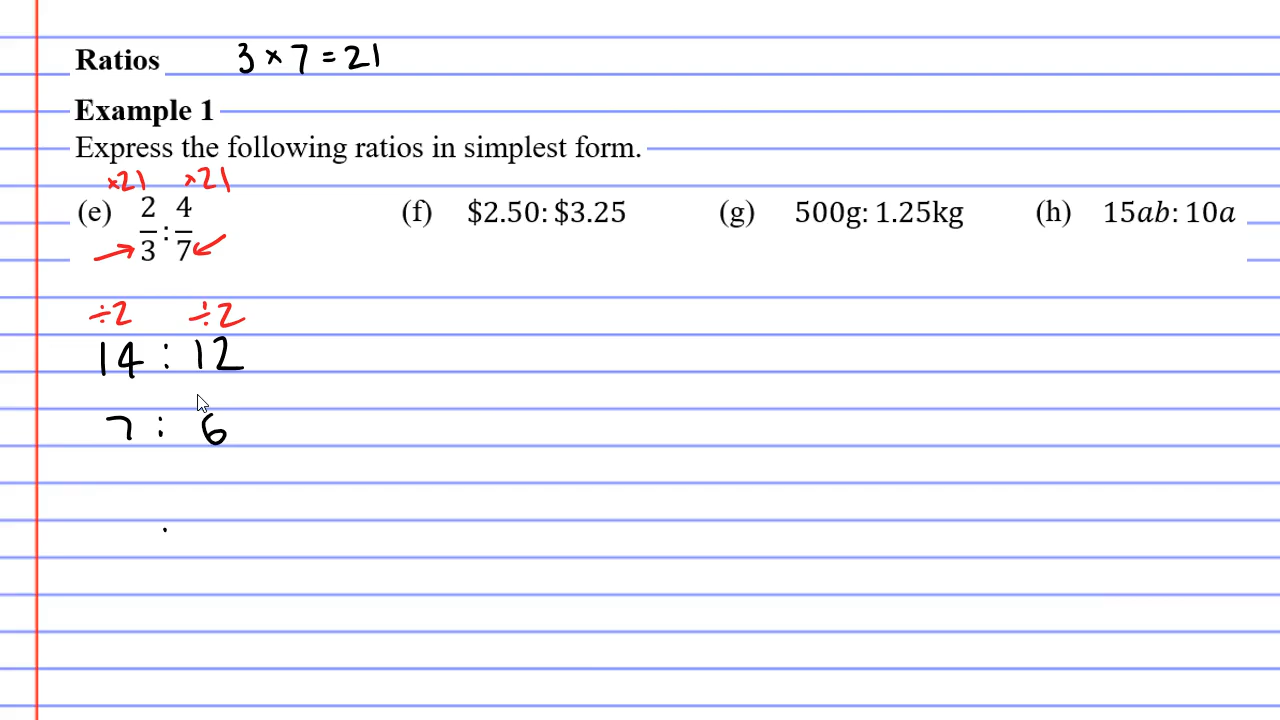 Ratios 3 × 7 = 21
Example 1
Express the following ratios in simplest form.
×21 ×21
(e) 2/3 : 4/7 (f) $2.50: $3.25 (g) 500g: 1.25kg (h) 15ab: 10a
÷2 ÷2
14 : 12
7 : 6
.